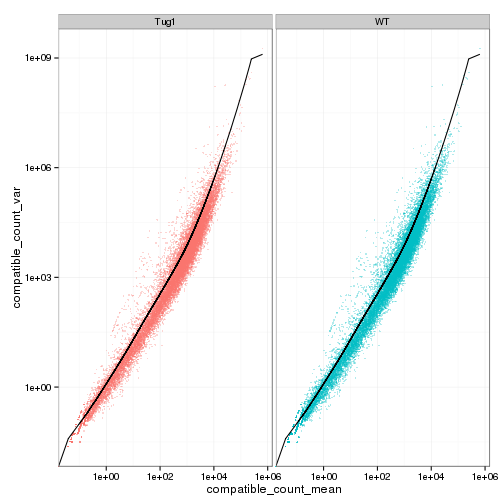 Tug1 WT
1e+09
1e+06
1e+03
1e+00
compatible_count_var
1e+00 1e+02 1e+04 1e+06 1e+00 1e+02 1e+04 1e+06
compatible_count_mean